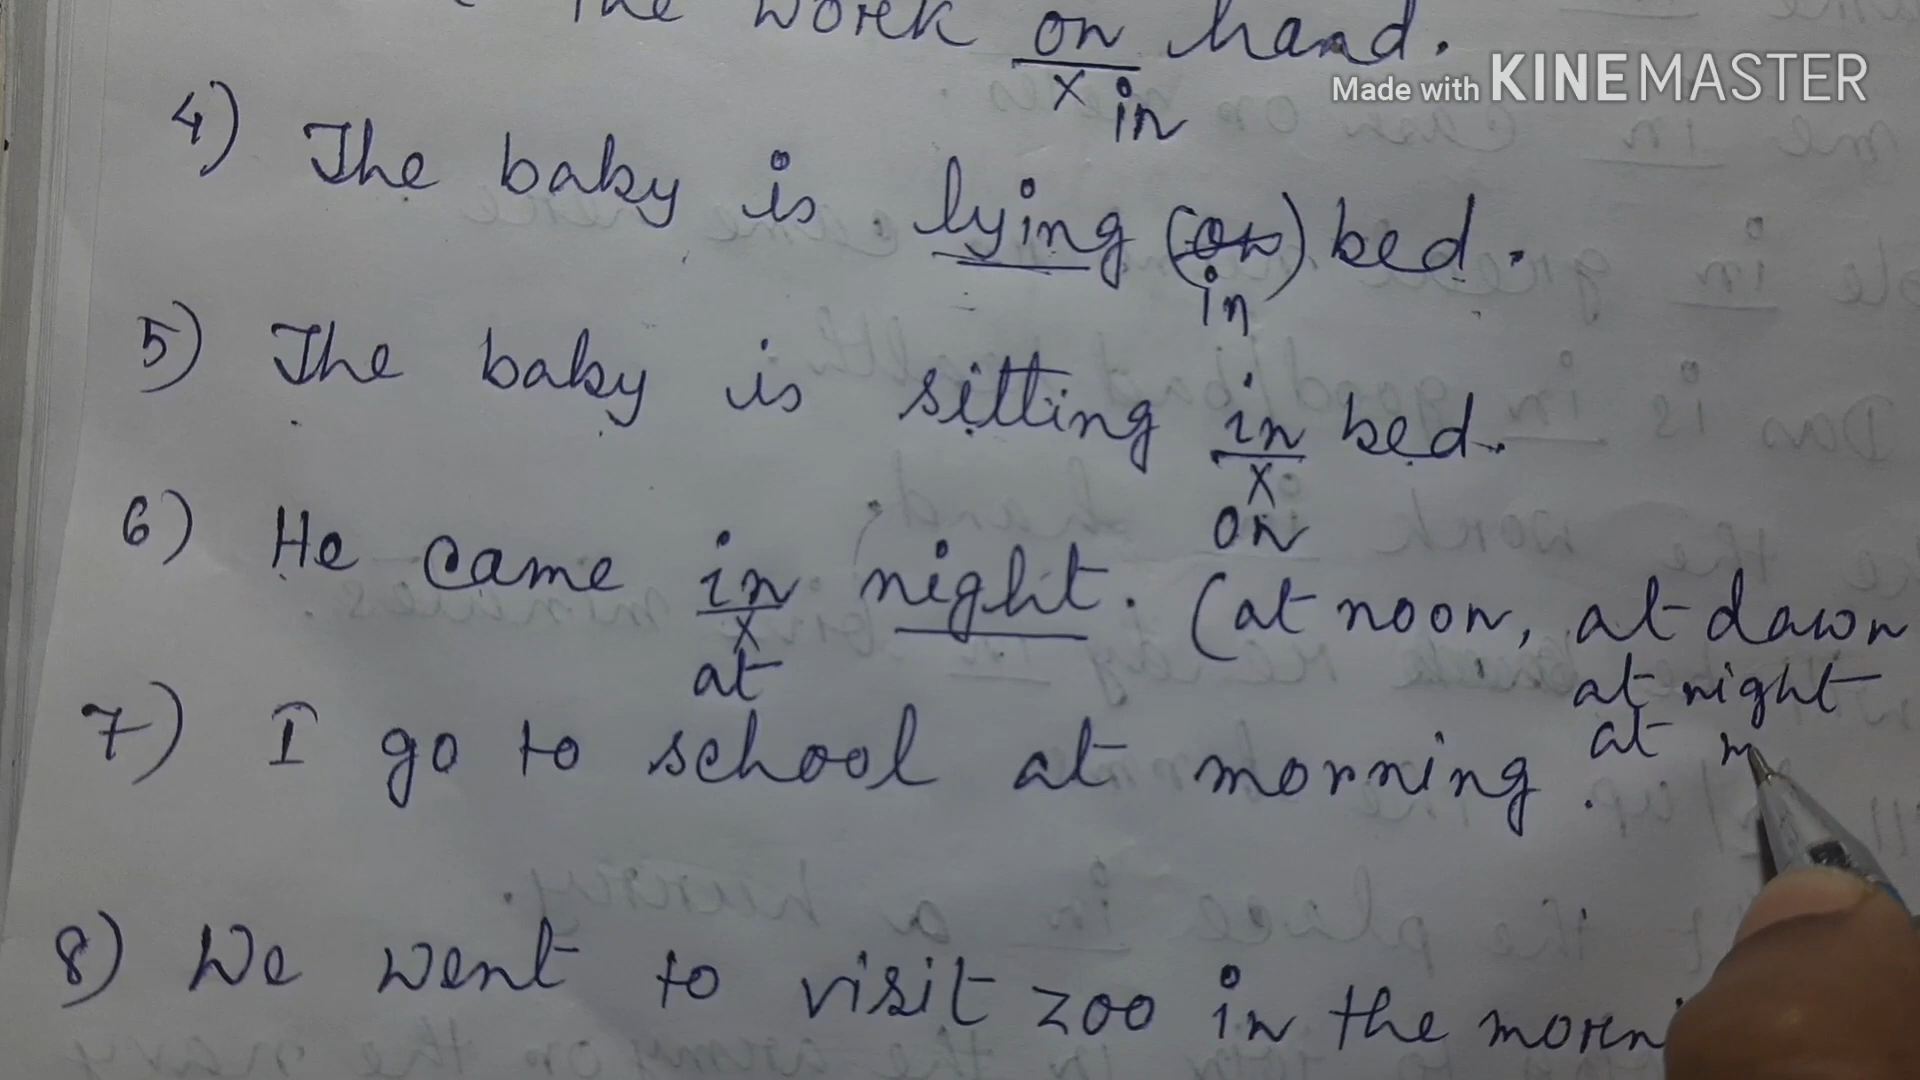 the work on hand.
Made with KINEMASTER
x in
4) The baby is lying (on) bed.
in
5) The baby is sitting in bed.
x
on
6) He came in night. (at noon, at dawn
x
at
at night
at
7) I go to school at morning.
8) We went to visit zoo in the morni